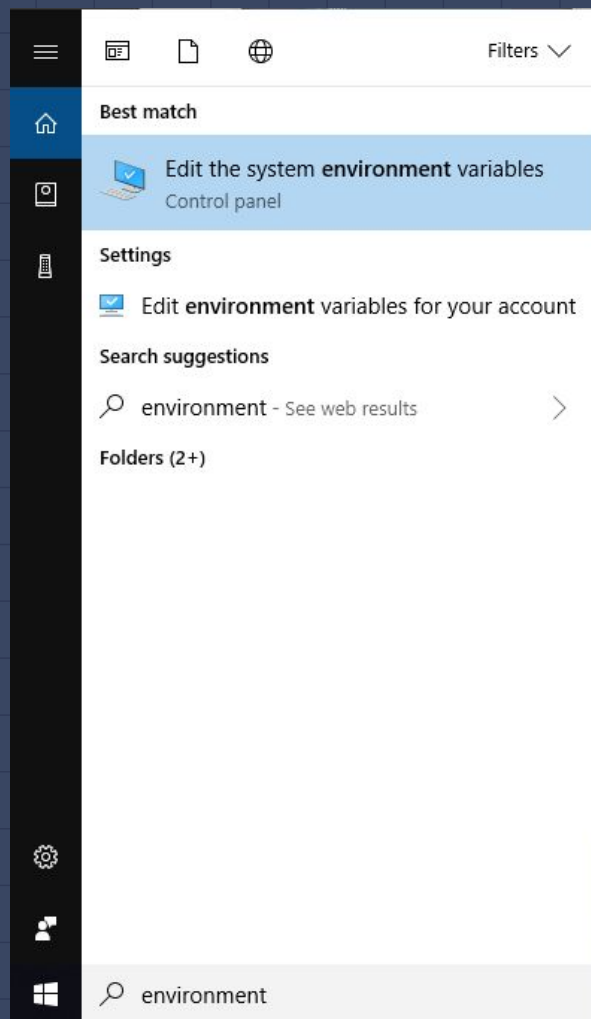 Filters
Best match
Edit the system environment variables
Control panel
Settings
Edit environment variables for your account
Search suggestions
environment - See web results
Folders (2+)
environment